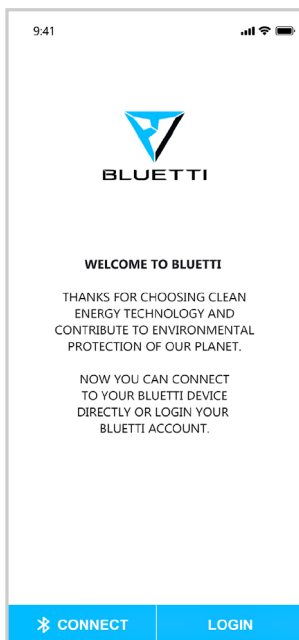 9:41
BLUETTI
WELCOME TO BLUETTI
THANKS FOR CHOOSING CLEAN
ENERGY TECHNOLOGY AND
CONTRIBUTE TO ENVIRONMENTAL
PROTECTION OF OUR PLANET.
NOW YOU CAN CONNECT
TO YOUR BLUETTI DEVICE
DIRECTLY OR LOGIN YOUR
BLUETTI ACCOUNT.
CONNECT
LOGIN